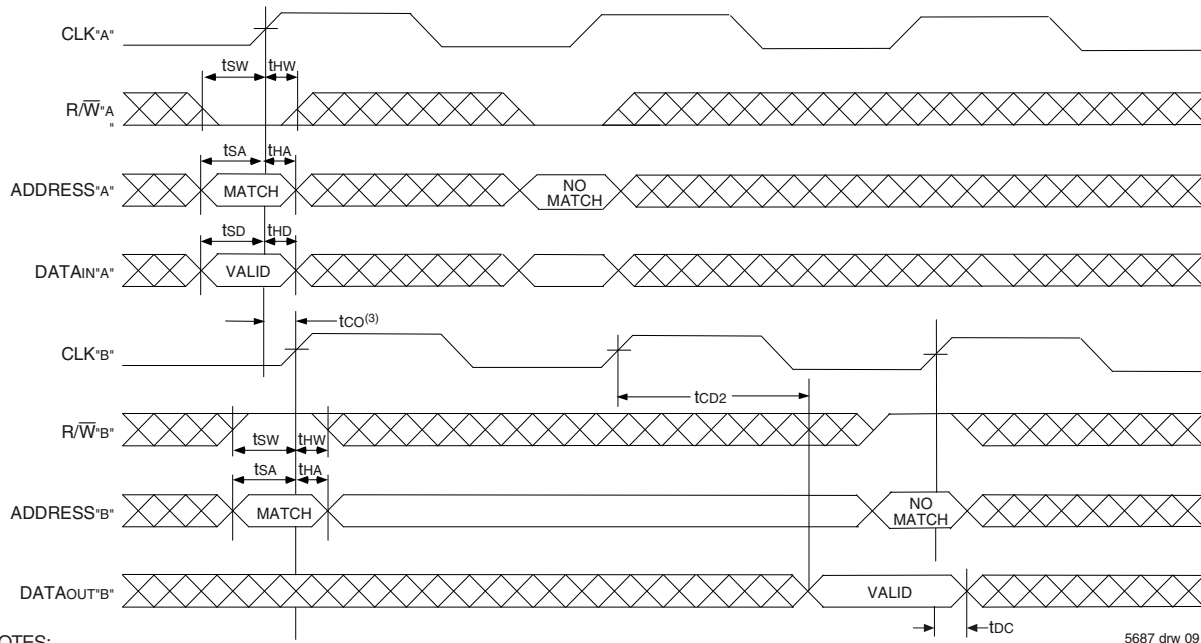 CLK"A"
tSW tHW
R/W̅"A
"
tSA tHA
ADDRESS"A" MATCH NO
MATCH
tSD tHD
DATAIN"A" VALID
tCO(3)
CLK"B"
tCD2
R/W̅"B"
tSW tHW
tSA tHA
ADDRESS"B" MATCH NO
MATCH
DATAOUT"B" VALID
tDC
OTES:
5687 drw 09